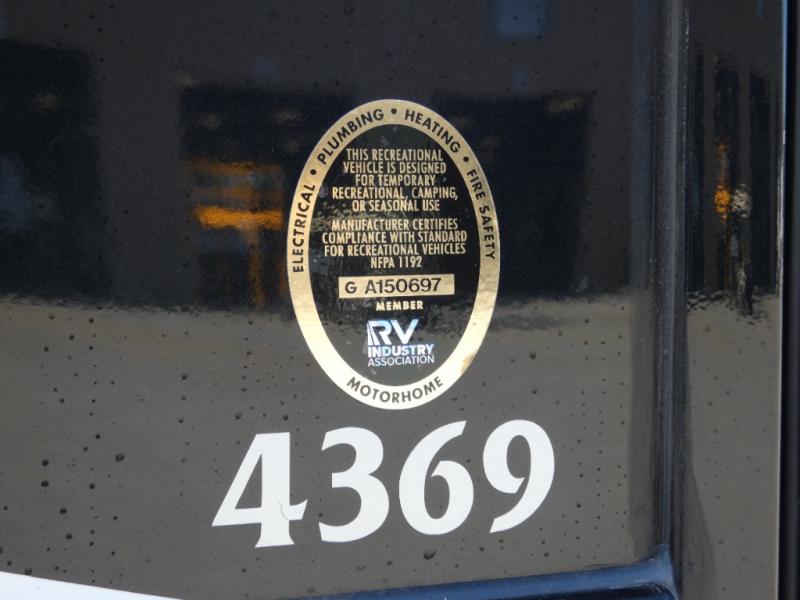 ELECTRICAL • PLUMBING • HEATING • FIRE SAFETY
THIS RECREATIONAL
VEHICLE IS DESIGNED
FOR TEMPORARY
RECREATIONAL, CAMPING,
OR SEASONAL USE
MANUFACTURER CERTIFIES
COMPLIANCE WITH STANDARD
FOR RECREATIONAL VEHICLES
NFPA 1192
G A150697
MEMBER
RV
INDUSTRY
ASSOCIATION
MOTORHOME
4369